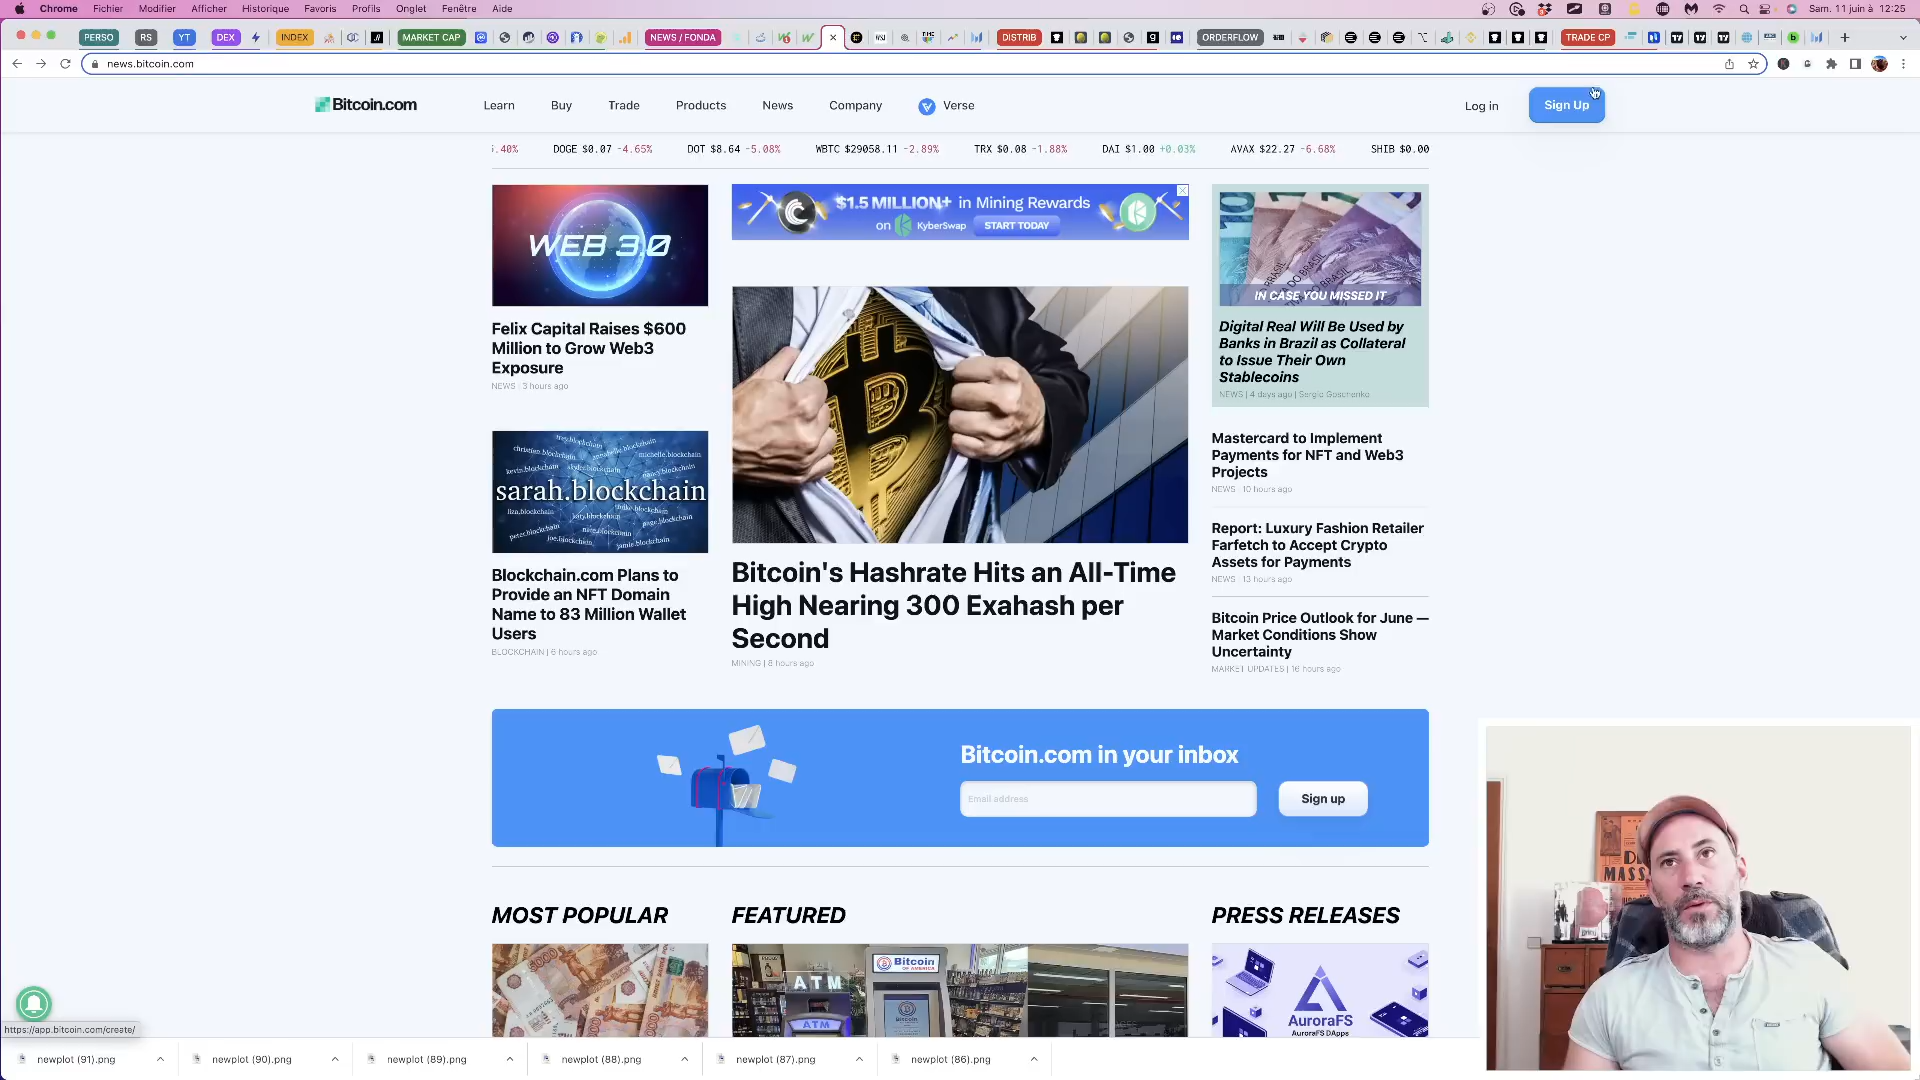 Chrome Fichier Modifier Afficher Historique Favoris Profils Onglet Fenêtre Aide Sam. 11 juin à 12:25
PERSO RS YT DEX INDEX MARKET CAP NEWS / FONDA DISTRIB ORDERFLOW TRADE CP
news.bitcoin.com
Bitcoin.com Learn Buy Trade Products News Company Verse Log in Sign Up
.40% DOGE $0.07 -4.65% DOT $8.64 -5.08% WBTC $29058.11 -2.89% TRX $0.08 -1.88% DAI $1.00 +0.03% AVAX $22.27 -6.68% SHIB $0.00
WEB 3.0
Felix Capital Raises $600
Million to Grow Web3
Exposure
NEWS | 3 hours ago
sarah.blockchain
Blockchain.com Plans to
Provide an NFT Domain
Name to 83 Million Wallet
Users
BLOCKCHAIN | 6 hours ago
$1.5 MILLION+ in Mining Rewards
on KyberSwap START TODAY
Bitcoin's Hashrate Hits an All-Time
High Nearing 300 Exahash per
Second
MINING | 8 hours ago
IN CASE YOU MISSED IT
Digital Real Will Be Used by
Banks in Brazil as Collateral
to Issue Their Own
Stablecoins
NEWS | 4 days ago | Sergio Goschenko
Mastercard to Implement
Payments for NFT and Web3
Projects
NEWS | 10 hours ago
Report: Luxury Fashion Retailer
Farfetch to Accept Crypto
Assets for Payments
NEWS | 13 hours ago
Bitcoin Price Outlook for June —
Market Conditions Show
Uncertainty
MARKET UPDATES | 16 hours ago
Bitcoin.com in your inbox
Email address Sign up
MOST POPULAR FEATURED PRESS RELEASES
ATM
ATM
Bitcoin
OF AMERICA
AuroraFS
AuroraFS DApps
https://app.bitcoin.com/create/
newplot (91).png newplot (90).png newplot (89).png newplot (88).png newplot (87).png newplot (86).png